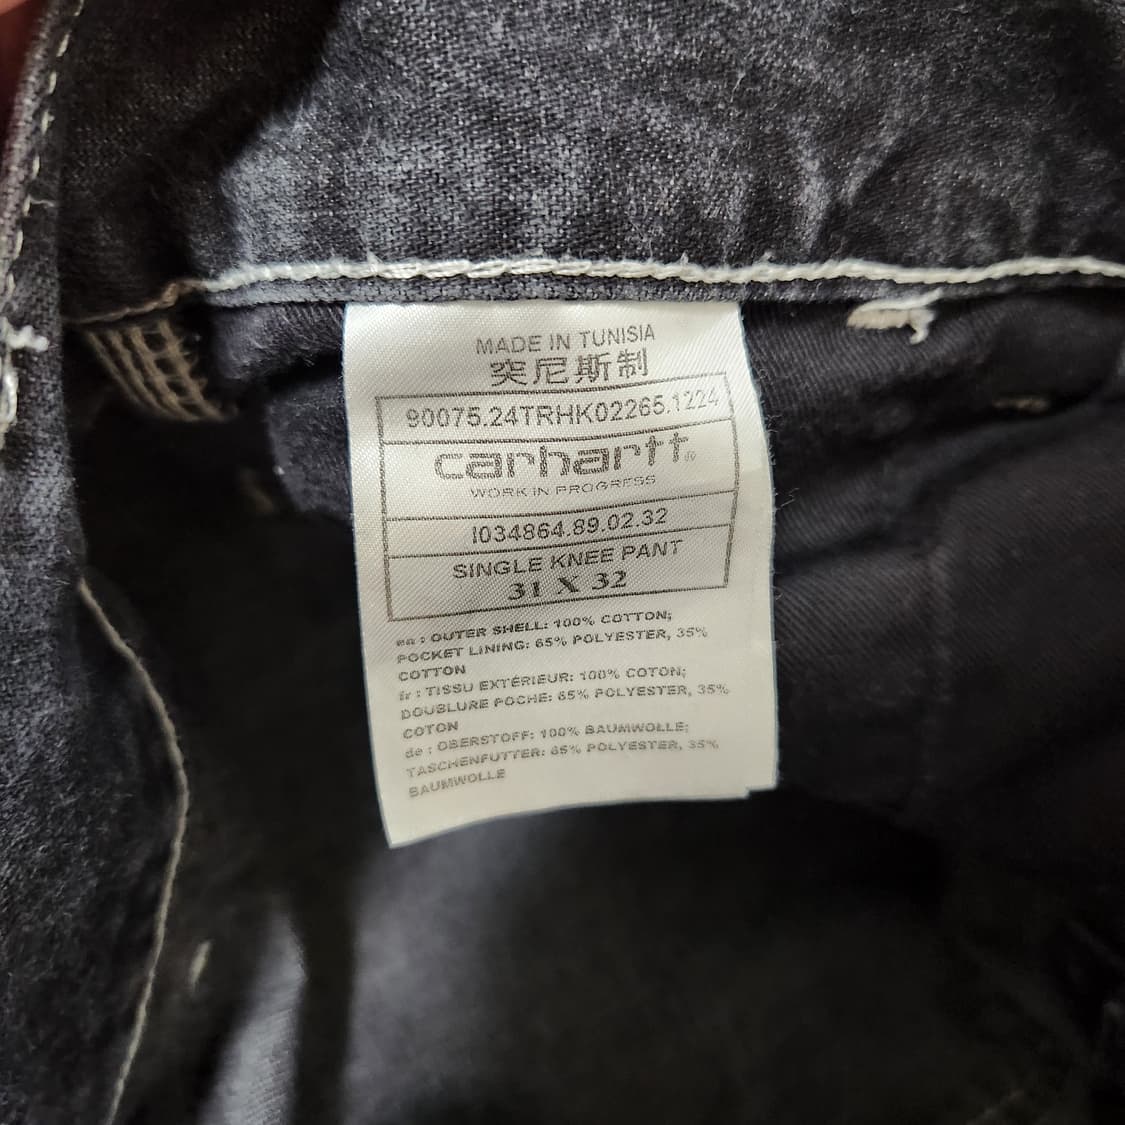 MADE IN TUNISIA
突尼斯制
90075.24TRHK02265.1224
carhartt®
WORK IN PROGRESS
I034864.89.02.32
SINGLE KNEE PANT
31 X 32
en : OUTER SHELL: 100% COTTON;
POCKET LINING: 65% POLYESTER, 35%
COTTON
fr : TISSU EXTÉRIEUR: 100% COTON;
DOUBLURE POCHE: 65% POLYESTER, 35%
COTON
de : OBERSTOFF: 100% BAUMWOLLE;
TASCHENFUTTER: 65% POLYESTER, 35%
BAUMWOLLE